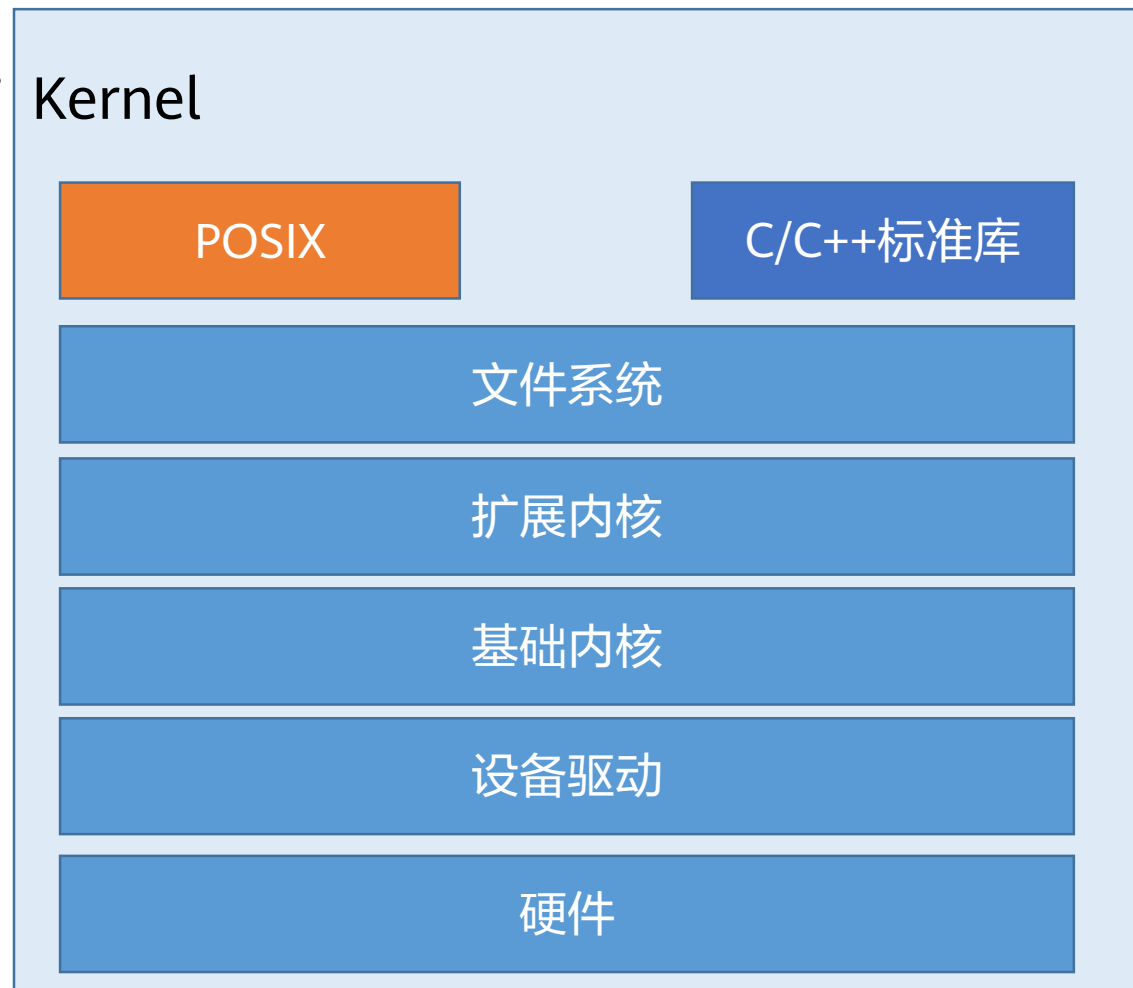 Kernel
POSIX
C/C++标准库
文件系统
扩展内核
基础内核
设备驱动
硬件